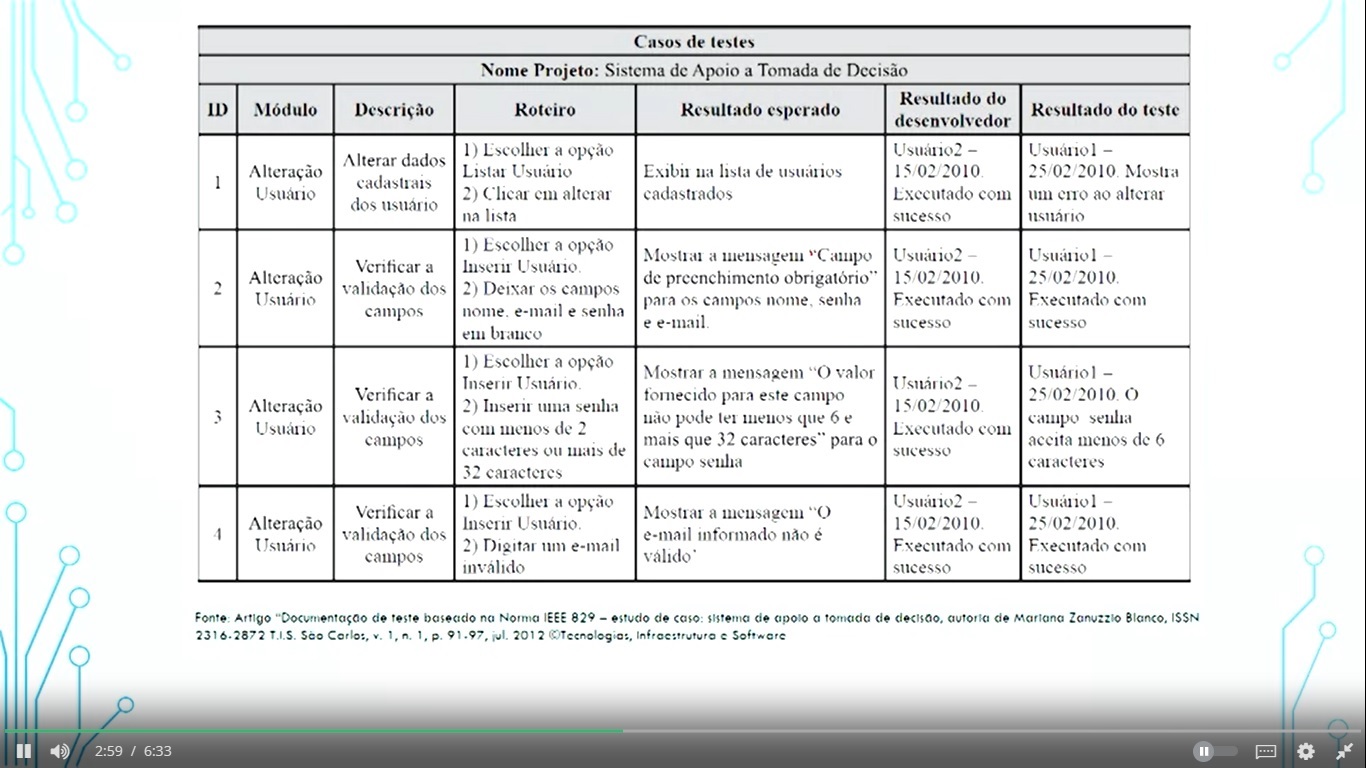 Casos de testes
Nome Projeto: Sistema de Apoio a Tomada de Decisão
ID
Módulo
Descrição
Roteiro
Resultado esperado
Resultado do
desenvolvedor
Resultado do teste
1
Alteração
Usuário
Alterar dados
cadastrais
dos usuário
1) Escolher a opção
Listar Usuário
2) Clicar em alterar
na lista
Exibir na lista de usuários
cadastrados
Usuário2 –
15/02/2010.
Executado com
sucesso
Usuário1 –
25/02/2010. Mostra
um erro ao alterar
usuário
2
Alteração
Usuário
Verificar a
validação dos
campos
1) Escolher a opção
Inserir Usuário.
2) Deixar os campos
nome, e-mail e senha
em branco
Mostrar a mensagem “Campo
de preenchimento obrigatório”
para os campos nome, senha
e e-mail.
Usuário2 –
15/02/2010.
Executado com
sucesso
Usuário1 –
25/02/2010.
Executado com
sucesso
3
Alteração
Usuário
Verificar a
validação dos
campos
1) Escolher a opção
Inserir Usuário.
2) Inserir uma senha
com menos de 2
caracteres ou mais de
32 caracteres
Mostrar a mensagem “O valor
fornecido para este campo
não pode ter menos que 6 e
mais que 32 caracteres” para o
campo senha
Usuário2 –
15/02/2010.
Executado com
sucesso
Usuário1 –
25/02/2010. O
campo senha
aceita menos de 6
caracteres
4
Alteração
Usuário
Verificar a
validação dos
campos
1) Escolher a opção
Inserir Usuário.
2) Digitar um e-mail
inválido
Mostrar a mensagem “O
e-mail informado não é
válido’
Usuário2 –
15/02/2010.
Executado com
sucesso
Usuário1 –
25/02/2010.
Executado com
sucesso
Fonte: Artigo “Documentação de teste baseado na Norma IEEE 829 – estudo de caso: sistema de apoio a tomada de decisão, autoria de Mariana Zanuzzio Blanco, ISSN
2316-2872 T.I.S. São Carlos, v. 1, n. 1, p. 91-97, jul. 2012 ©Tecnologias, Infraestrutura e Software
2:59 / 6:33